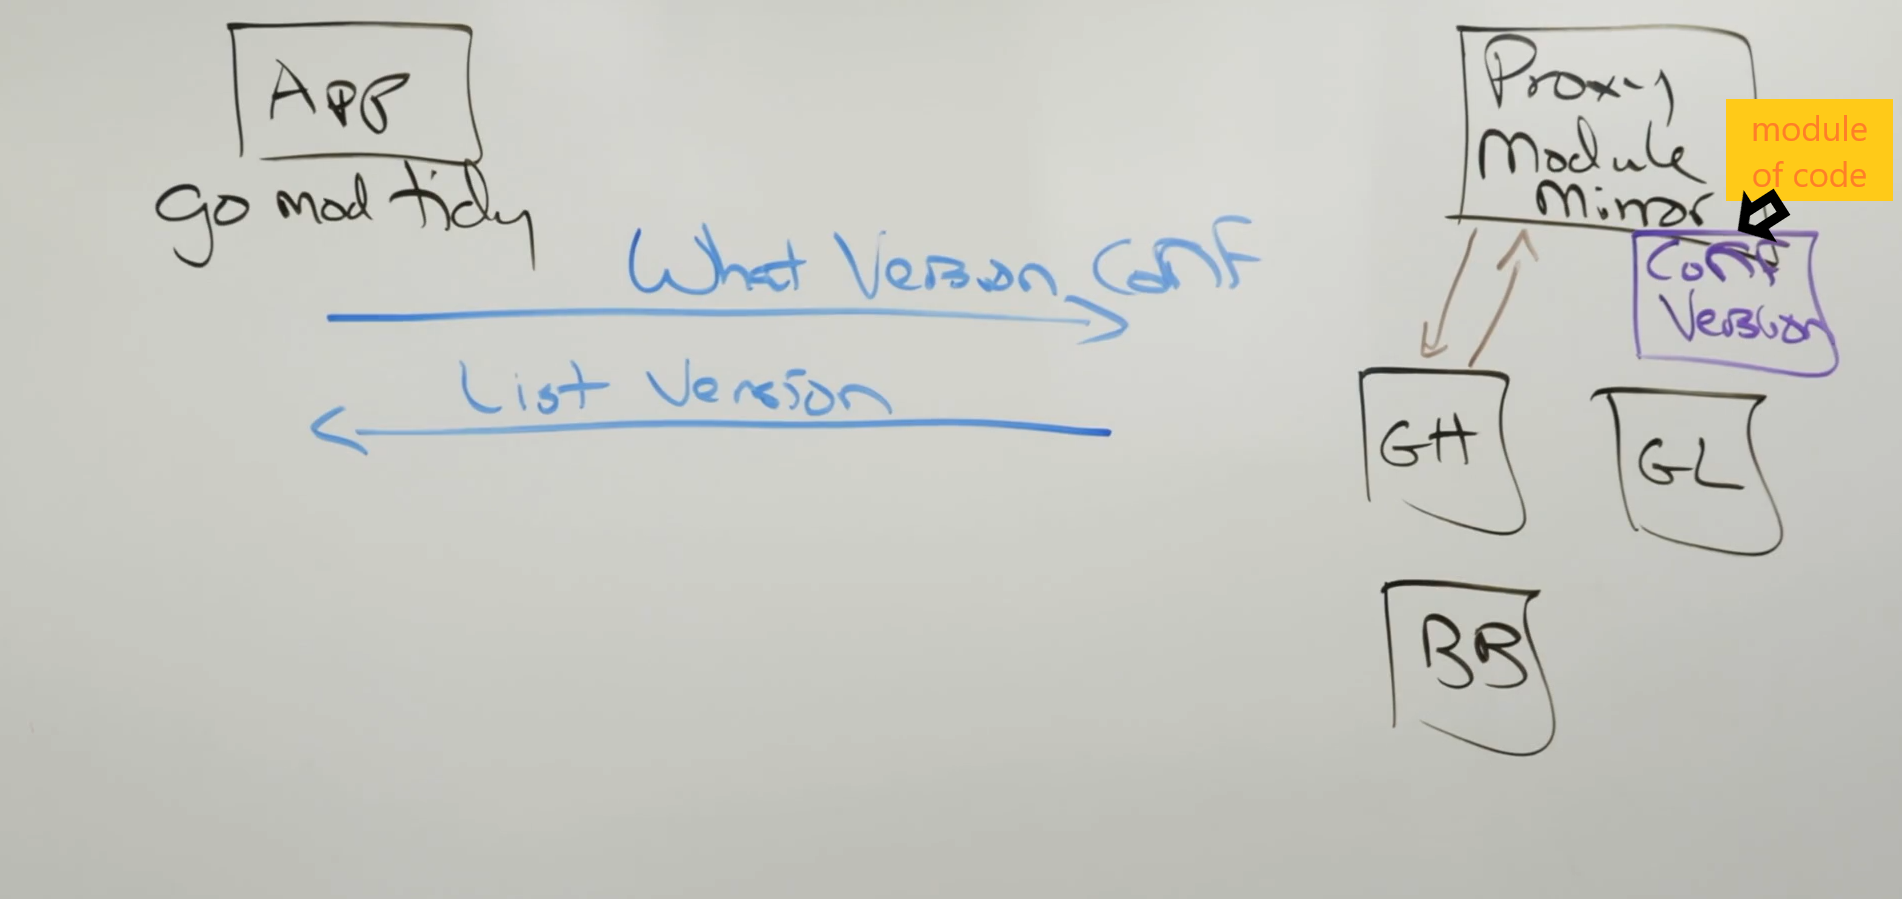 App
go mod tidy
What Version Conf
List Version
Proxy
Module
Mirror
module
of code
Conf
Version
GH
GL
BB